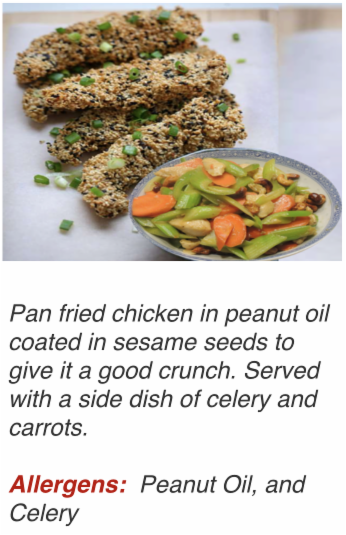 Pan fried chicken in peanut oil
coated in sesame seeds to
give it a good crunch. Served
with a side dish of celery and
carrots.
Allergens: Peanut Oil, and
Celery